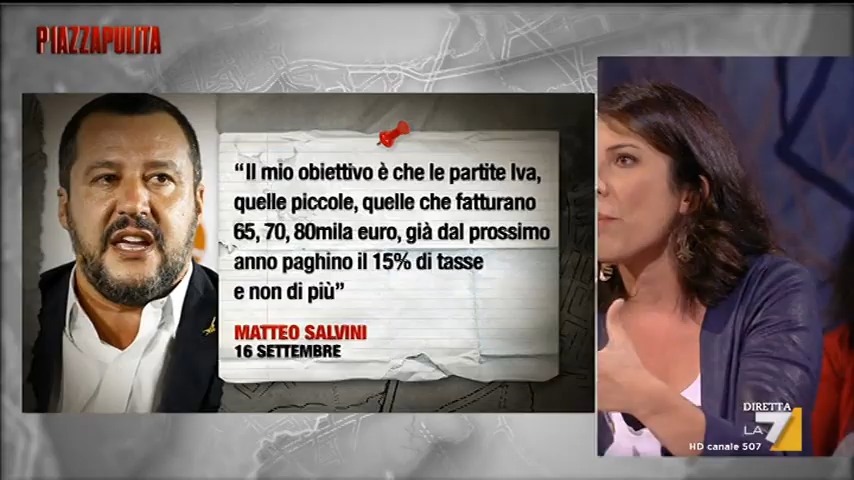 PIAZZAPULITA
“Il mio obiettivo è che le partite Iva,
quelle piccole, quelle che fatturano
65, 70, 80mila euro, già dal prossimo
anno paghino il 15% di tasse
e non di più”
MATTEO SALVINI
16 SETTEMBRE
DIRETTA
LA 7
HD canale 507